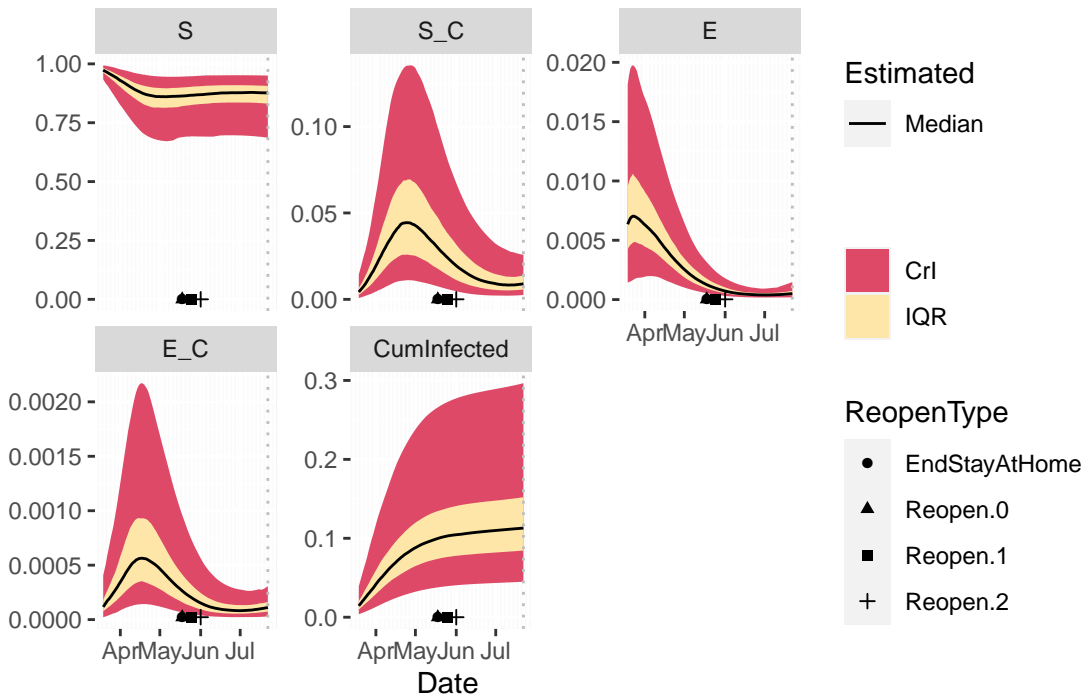 S
S_C
E
1.00
0.75
0.50
0.25
0.00
0.10
0.05
0.00
0.020
0.015
0.010
0.005
0.000
Apr May Jun Jul
E_C
CumInfected
0.0020
0.0015
0.0010
0.0005
0.0000
0.3
0.2
0.1
0.0
Apr May Jun Jul
Apr May Jun Jul
Date
Estimated
Median
CrI
IQR
ReopenType
EndStayAtHome
Reopen.0
Reopen.1
Reopen.2